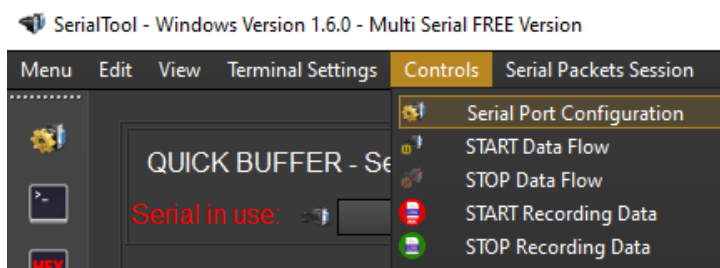 SerialTool - Windows Version 1.6.0 - Multi Serial FREE Version
Menu Edit View Terminal Settings Controls Serial Packets Session
Serial Port Configuration
START Data Flow
STOP Data Flow
START Recording Data
STOP Recording Data
QUICK BUFFER - Se
Serial in use:
>_
HEX